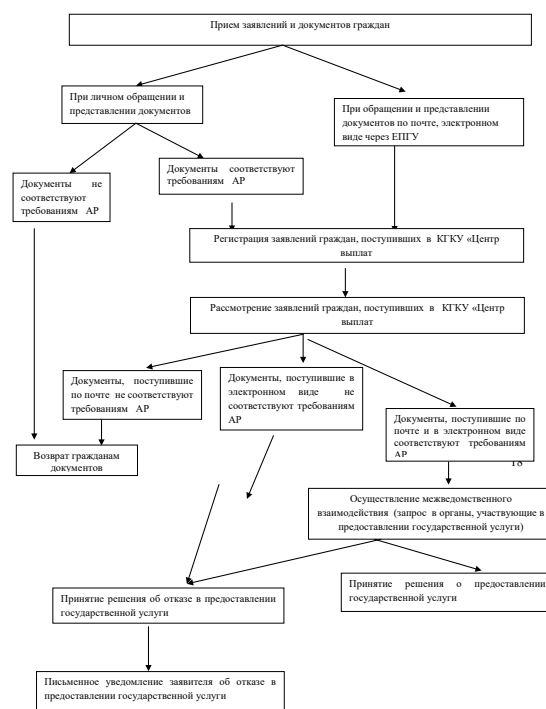 Прием заявлений и документов граждан
При личном обращении и
представлении документов
При обращении и представлении
документов по почте, электронном
виде через ЕПГУ
Документы не
соответствуют
требованиям АР
Документы соответствуют
требованиям АР
Регистрация заявлений граждан, поступивших в КГКУ «Центр
выплат
Рассмотрение заявлений граждан, поступивших в КГКУ «Центр
выплат
Документы, поступившие
по почте не соответствуют
требованиям АР
Документы, поступившие в
электронном виде не
соответствуют требованиям
АР
Документы, поступившие по
почте и в электронном виде
соответствуют требованиям
АР
18
Возврат гражданам
документов
Осуществление межведомственного
взаимодействия (запрос в органы, участвующие в
предоставлении государственной услуги)
Принятие решения об отказе в предоставлении
государственной услуги
Принятие решения о предоставлении
государственной услуги
Письменное уведомление заявителя об отказе в
предоставлении государственной услуги